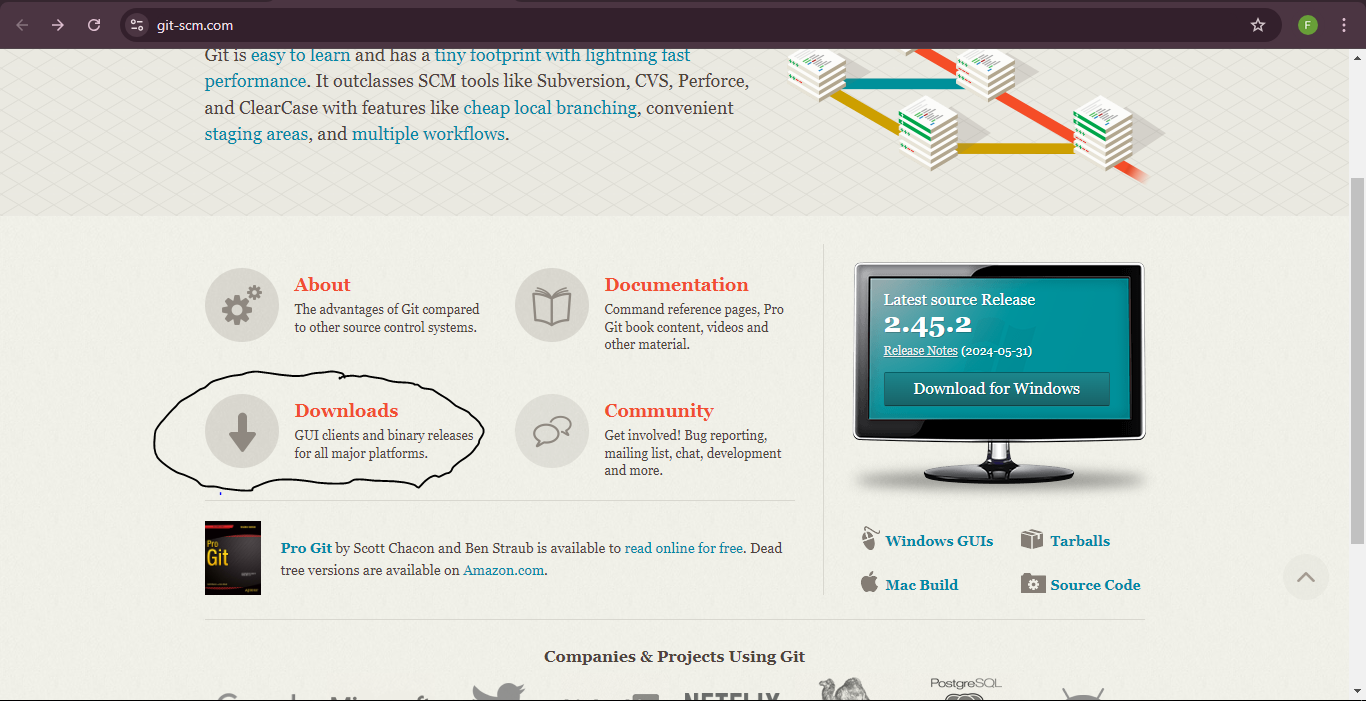 git-scm.com
F
Git is easy to learn and has a tiny footprint with lightning fast
performance. It outclasses SCM tools like Subversion, CVS, Perforce,
and ClearCase with features like cheap local branching, convenient
staging areas, and multiple workflows.
About
The advantages of Git compared
to other source control systems.
Documentation
Command reference pages, Pro
Git book content, videos and
other material.
Downloads
GUI clients and binary releases
for all major platforms.
Community
Get involved! Bug reporting,
mailing list, chat, development
and more.
Latest source Release
2.45.2
Release Notes (2024-05-31)
Download for Windows
Pro
Git
Pro Git by Scott Chacon and Ben Straub is available to read online for free. Dead
tree versions are available on Amazon.com.
Windows GUIs
Tarballs
Mac Build
Source Code
Companies & Projects Using Git
NETFLIX
PostgreSQL